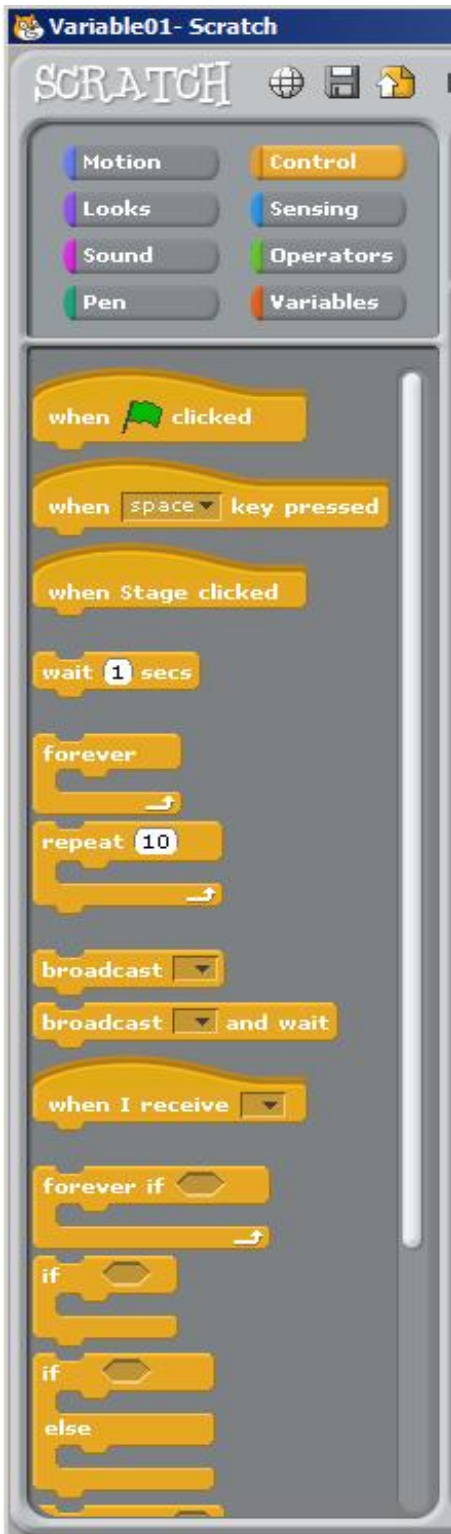 Variable01- Scratch
SCRATCH
Motion Control
Looks Sensing
Sound Operators
Pen Variables
when clicked
when space key pressed
when Stage clicked
wait 1 secs
forever
repeat 10
broadcast
broadcast and wait
when I receive
forever if
if
if
else